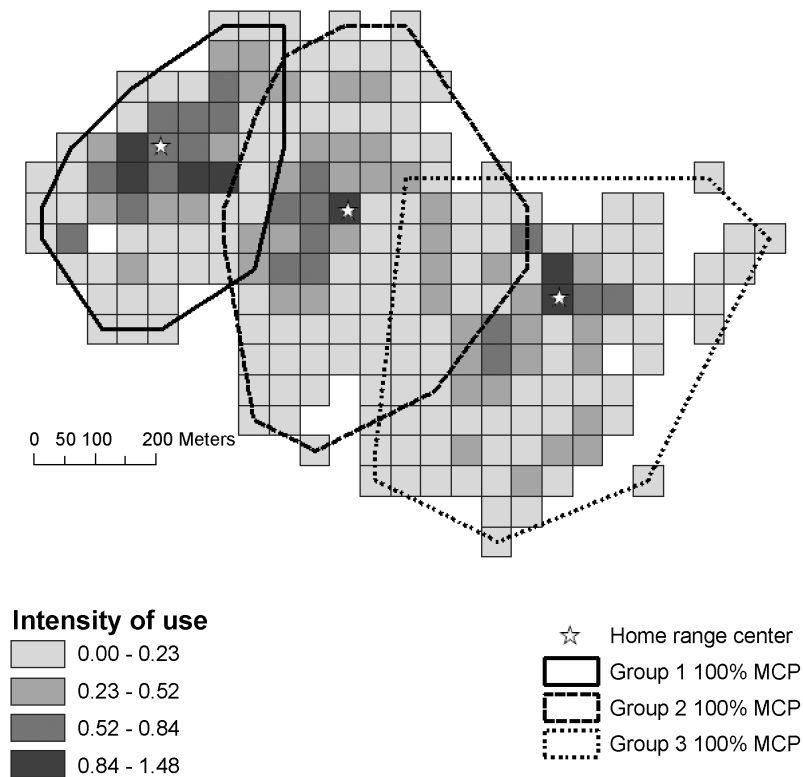 0 50 100 200 Meters
Intensity of use
0.00 - 0.23
0.23 - 0.52
0.52 - 0.84
0.84 - 1.48
Home range center
Group 1 100% MCP
Group 2 100% MCP
Group 3 100% MCP